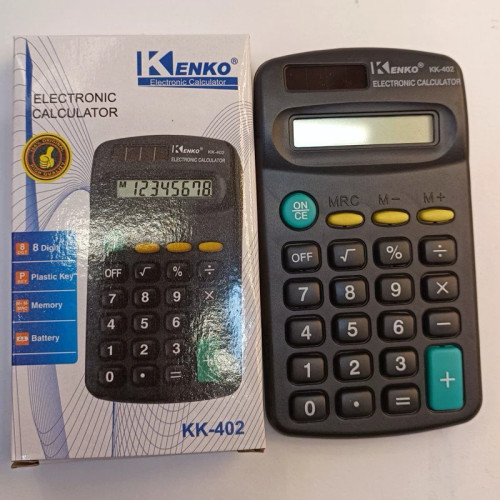 KENKO®
Electronic Calculator
ELECTRONIC
CALCULATOR
KENKO KK-402
ELECTRONIC CALCULATOR
M 12345678
OFF √ % ÷
7 8 9 ×
4 5 6 −
1 2 3 +
0 • =
8 8 Digit
P Plastic Key
Memory
Battery
KK-402
KENKO® KK-402
ELECTRONIC CALCULATOR
ON/CE MRC M− M+
OFF √ % ÷
7 8 9 ×
4 5 6 −
1 2 3 +
0 • =